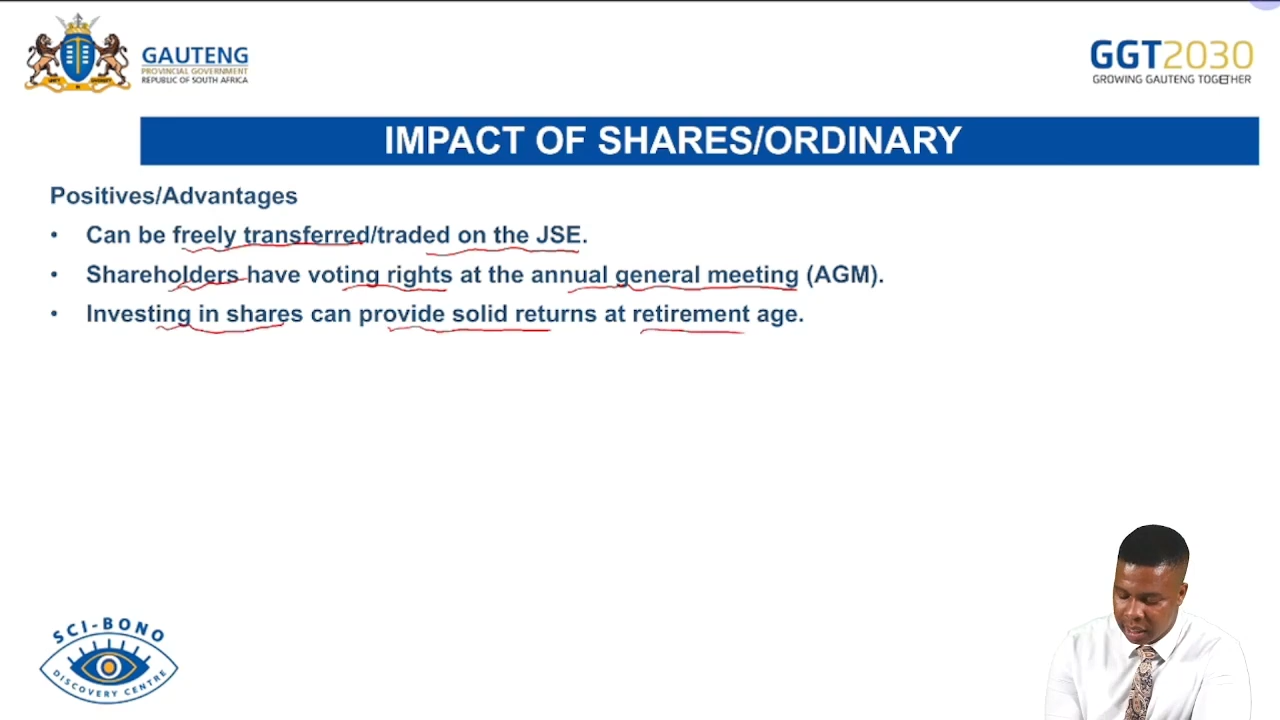 GAUTENG
PROVINCIAL GOVERNMENT
REPUBLIC OF SOUTH AFRICA
GGT2030
GROWING GAUTENG TOGETHER
IMPACT OF SHARES/ORDINARY
Positives/Advantages
• Can be freely transferred/traded on the JSE.
• Shareholders have voting rights at the annual general meeting (AGM).
• Investing in shares can provide solid returns at retirement age.
SCI-BONO
DISCOVERY CENTRE